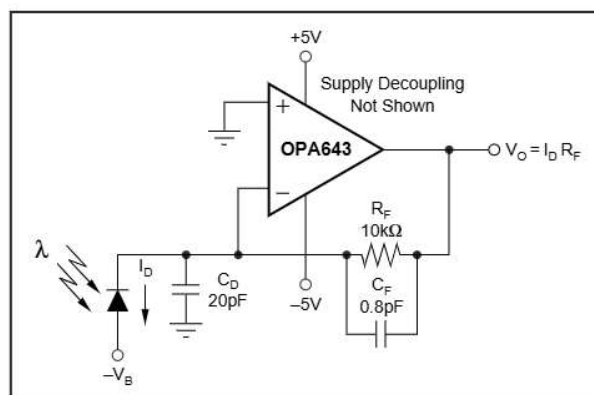 +5V
Supply Decoupling
Not Shown
+
OPA643
−
V_O = I_D R_F
R_F
10kΩ
λ
I_D
C_D
20pF
−5V
C_F
0.8pF
−V_B